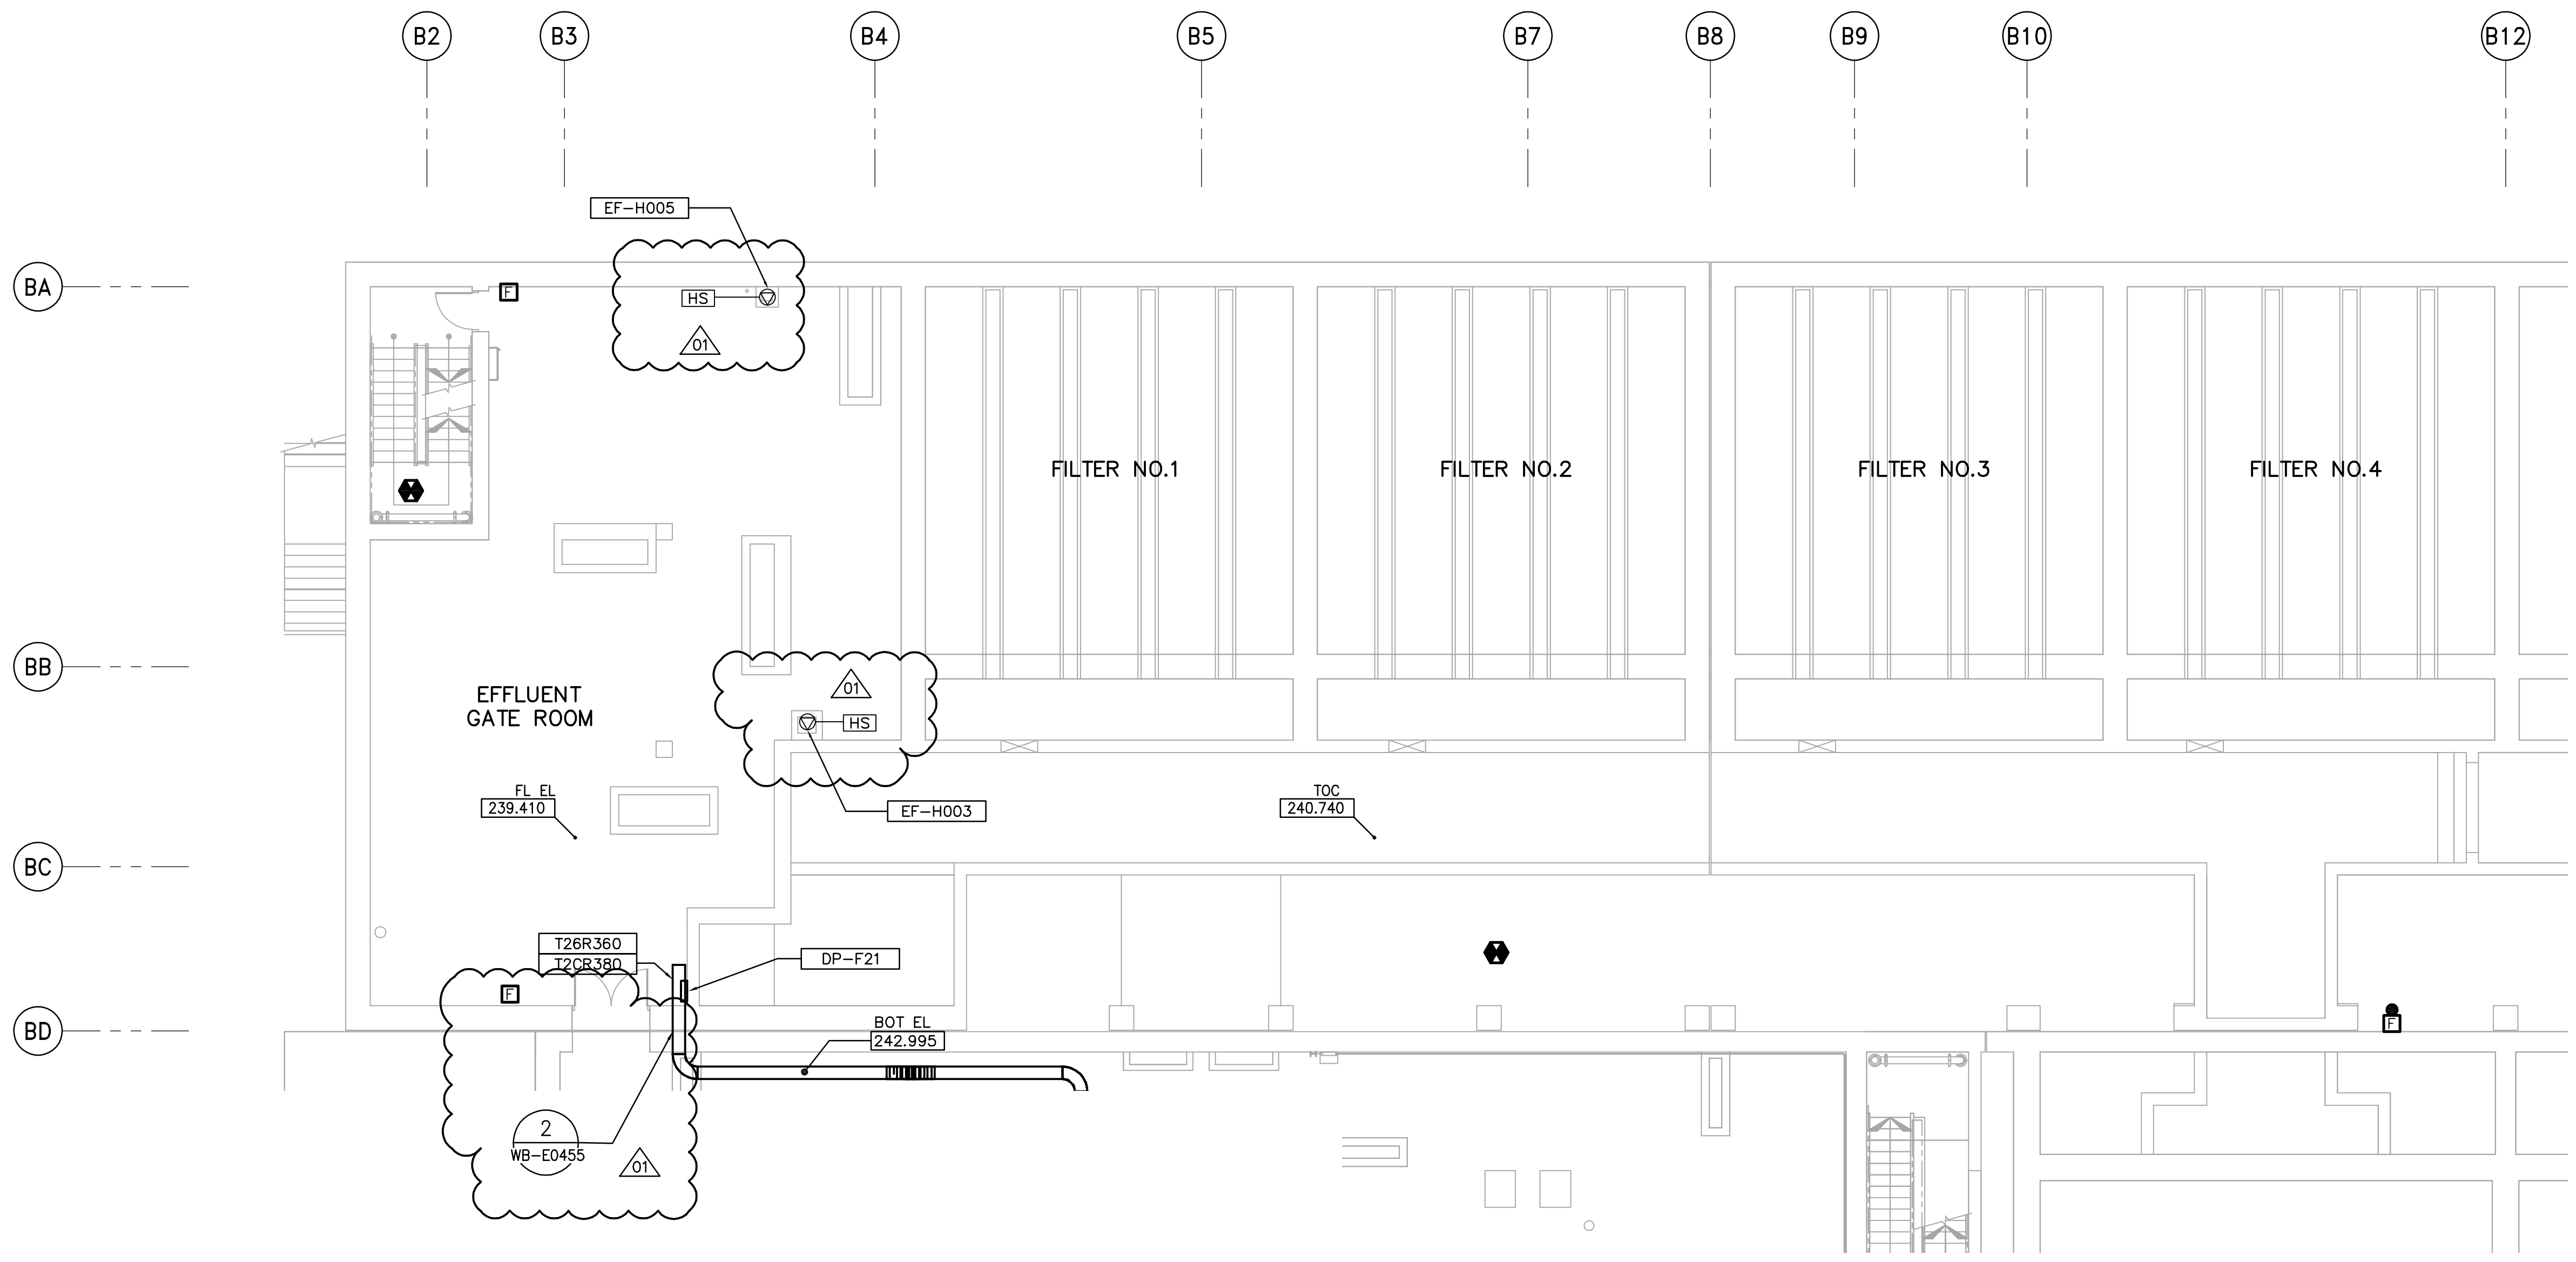 B2
B3
B4
B5
B7
B8
B9
B10
B12
EF-H005
BA
F
HS
01
FILTER NO.1
FILTER NO.2
FILTER NO.3
FILTER NO.4
BB
01
EFFLUENT
GATE ROOM
HS
FL EL
239.410
EF-H003
TOC
240.740
BC
T26R360
T2CR380
DP-F21
F
BD
BOT EL
242.995
F
2
WB-E0455
01